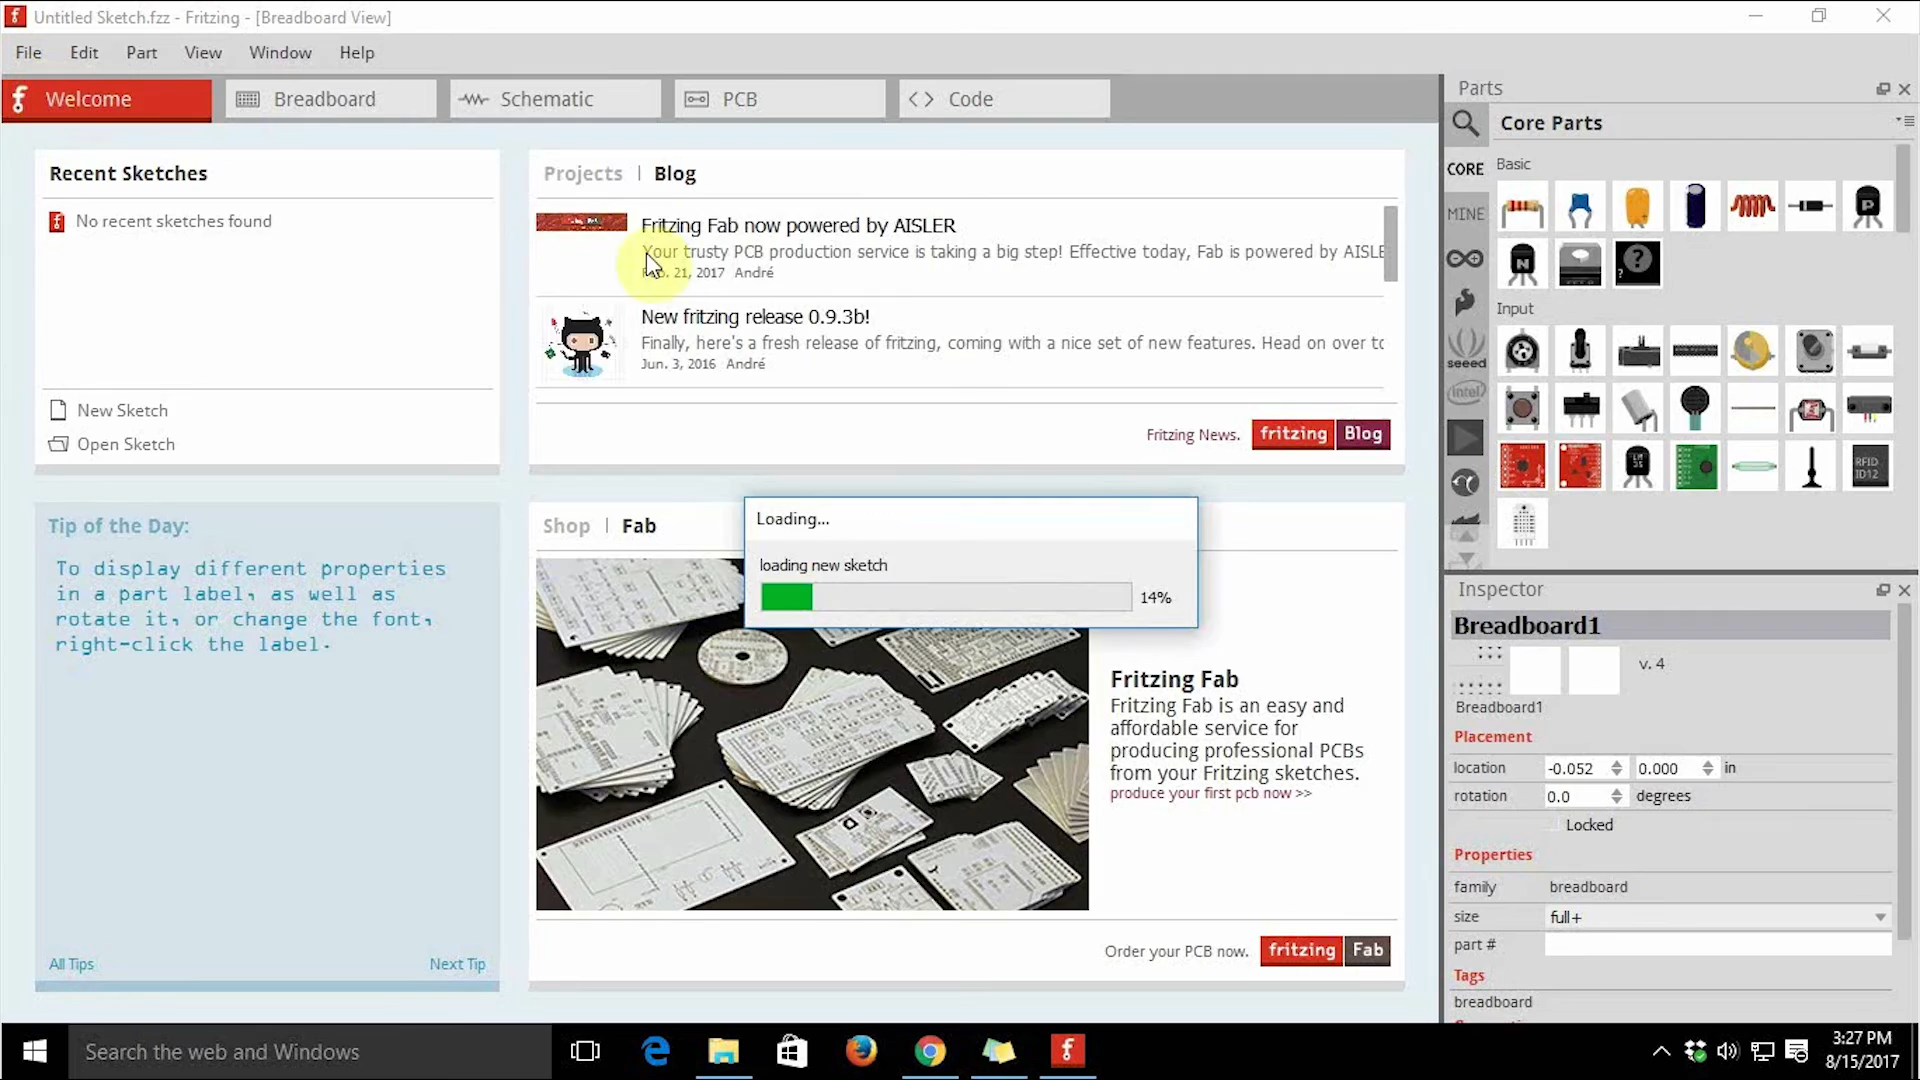 Untitled Sketch.fzz - Fritzing - [Breadboard View]
File Edit Part View Window Help
Welcome
Breadboard
Schematic
PCB
Code
Recent Sketches
No recent sketches found
New Sketch
Open Sketch
Projects | Blog
Fritzing Fab now powered by AISLER
Your trusty PCB production service is taking a big step! Effective today, Fab is powered by AISLE
Feb. 21, 2017 André
New fritzing release 0.9.3b!
Finally, here's a fresh release of fritzing, coming with a nice set of new features. Head on over to
Jun. 3, 2016 André
Fritzing News. fritzing Blog
Tip of the Day:
To display different properties
in a part label, as well as
rotate it, or change the font,
right-click the label.
All Tips
Next Tip
Shop | Fab
Loading...
loading new sketch
14%
Fritzing Fab
Fritzing Fab is an easy and
affordable service for
producing professional PCBs
from your Fritzing sketches.
produce your first pcb now >>
Order your PCB now. fritzing Fab
Parts
Core Parts
CORE
MINE
seeed
intel
Basic
P
N
?
Input
LM
35
RFID
ID12
Inspector
Breadboard1
v. 4
Breadboard1
Placement
location -0.052 0.000 in
rotation 0.0 degrees
Locked
Properties
family breadboard
size full+
part #
Tags
breadboard
Search the web and Windows
3:27 PM
8/15/2017